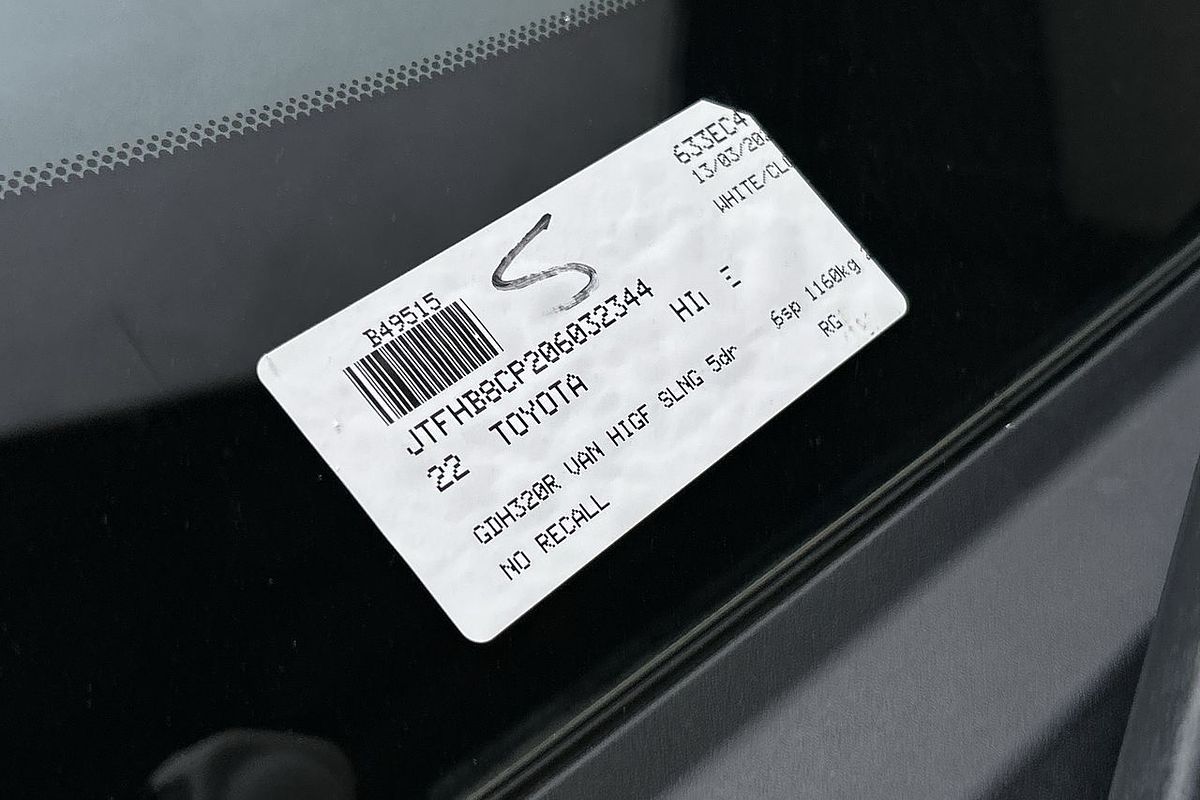 633EC4
13/03/202
WHITE/CL
S
B49515
JTFHB8CP206032344
22 TOYOTA HI E
GDH320R VAN HIGF SLNG 5dr 6sp 1160kg
NO RECALL RG